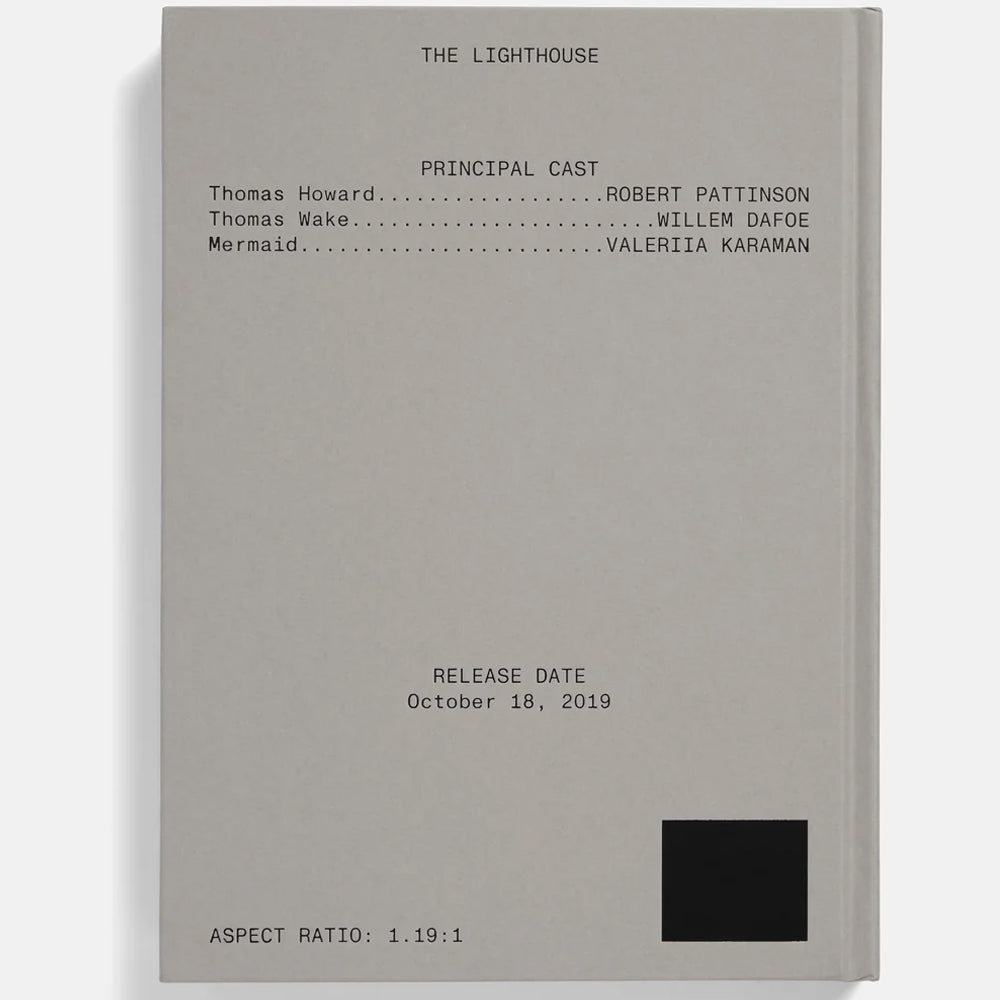 THE LIGHTHOUSE
PRINCIPAL CAST
Thomas Howard..................ROBERT PATTINSON
Thomas Wake........................WILLEM DAFOE
Mermaid........................VALERIIA KARAMAN
RELEASE DATE
October 18, 2019
ASPECT RATIO: 1.19:1